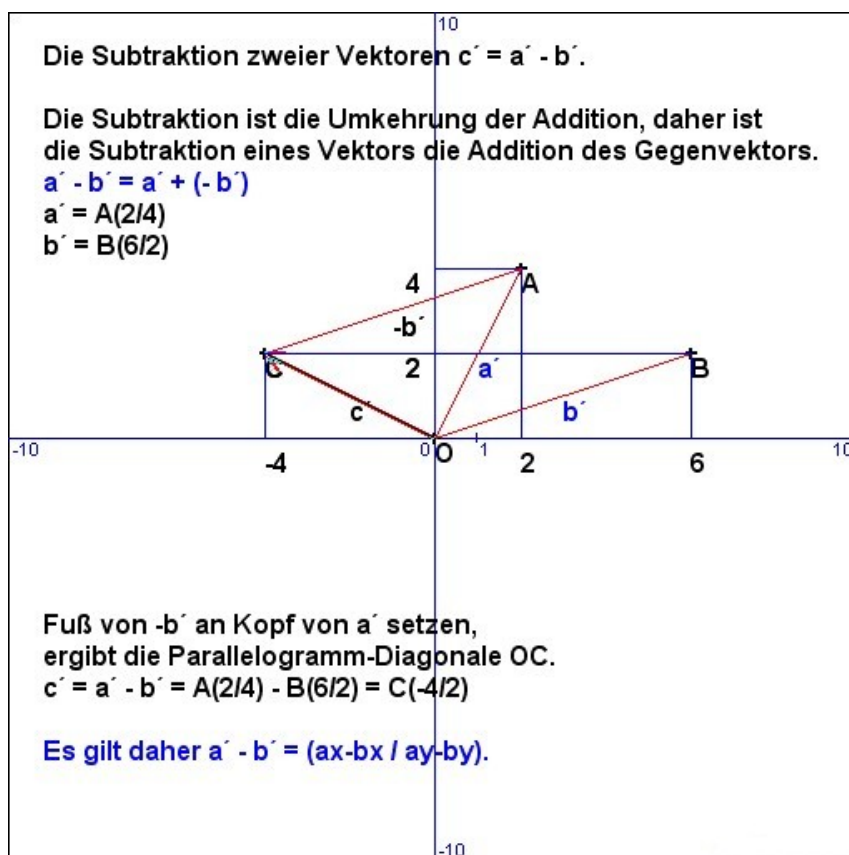 10
Die Subtraktion zweier Vektoren c´ = a´ - b´.
Die Subtraktion ist die Umkehrung der Addition, daher ist
die Subtraktion eines Vektors die Addition des Gegenvektors.
a´ - b´ = a´ + (- b´)
a´ = A(2/4)
b´ = B(6/2)
4 A
-b´
C 2 a´ B
c´ b´
-10 0 O 1 10
-4 2 6
Fuß von -b´ an Kopf von a´ setzen,
ergibt die Parallelogramm-Diagonale OC.
c´ = a´ - b´ = A(2/4) - B(6/2) = C(-4/2)
Es gilt daher a´ - b´ = (ax-bx / ay-by).
-10